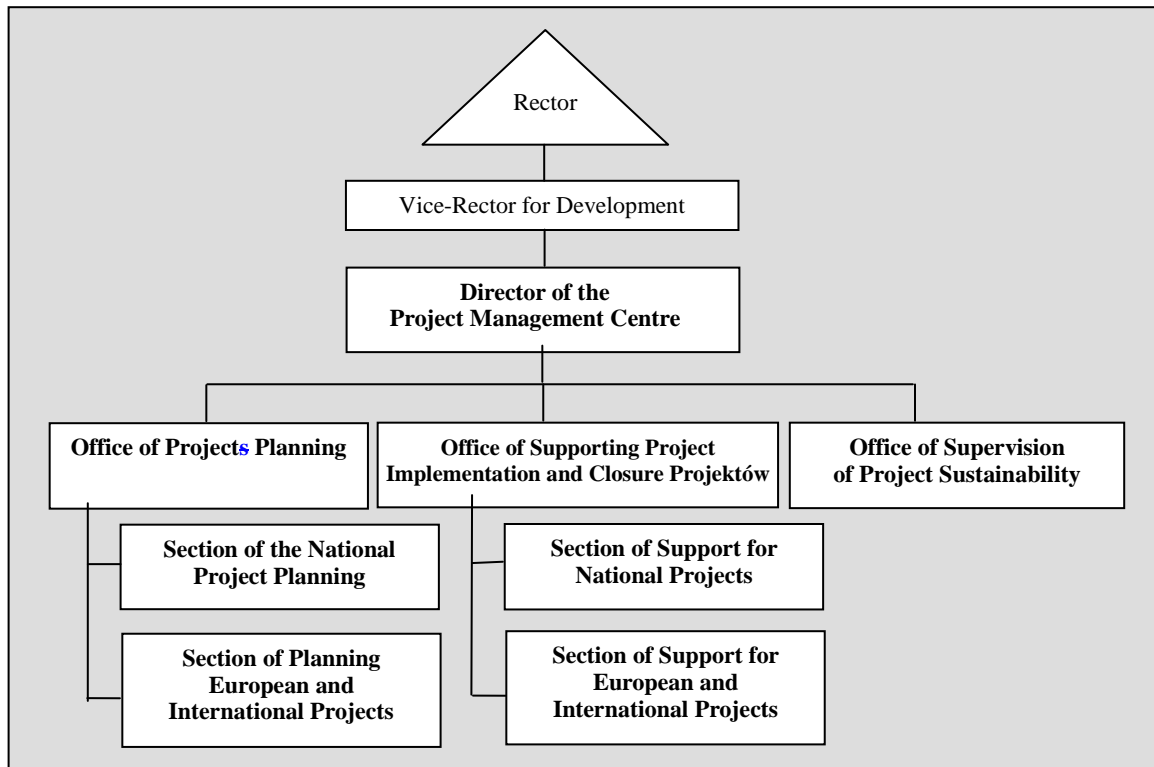 Rector
Vice-Rector for Development
Director of the
Project Management Centre
Office of Projects Planning
Office of Supporting Project
Implementation and Closure Projektów
Office of Supervision
of Project Sustainability
Section of the National
Project Planning
Section of Support for
National Projects
Section of Planning
European and
International Projects
Section of Support for
European and
International Projects